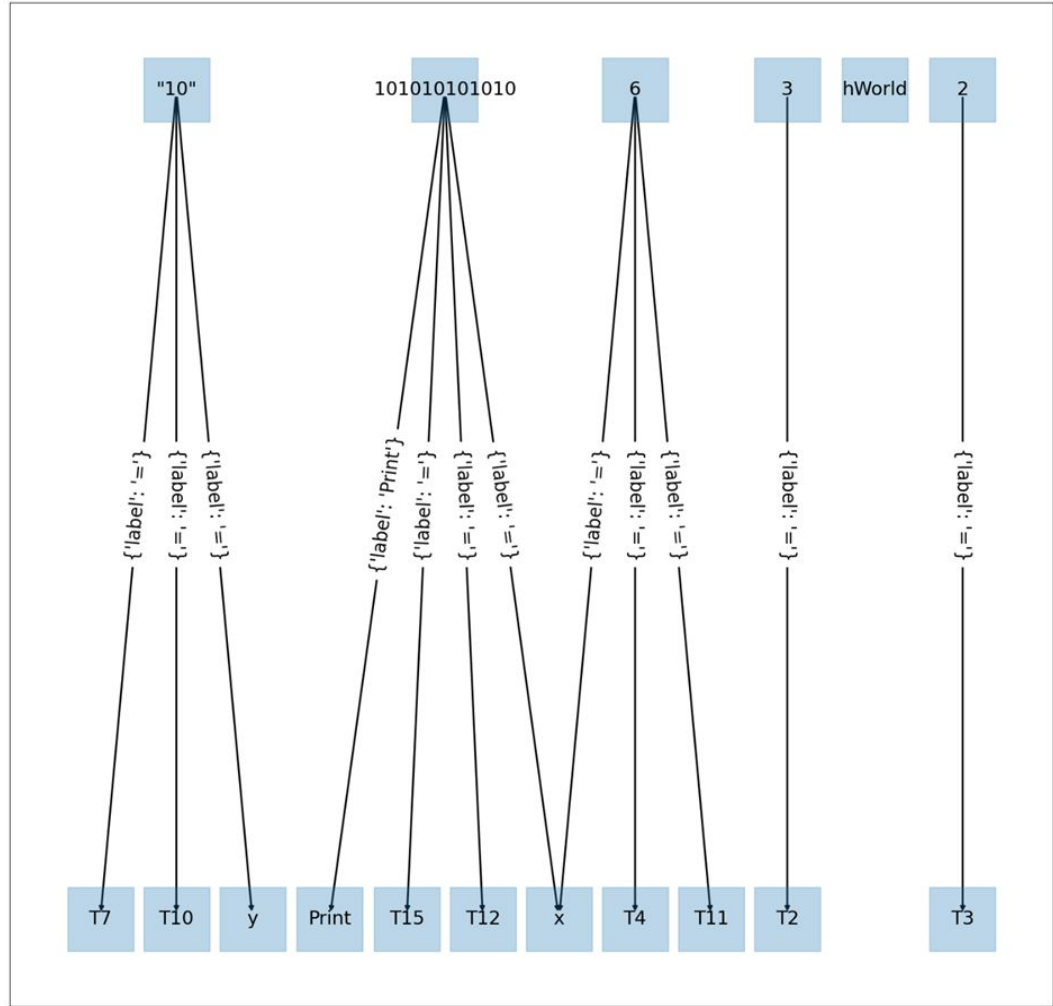 "10" 101010101010 6 3 hWorld 2
{'label': '='} {'label': '='} {'label': '='} {'label': 'Print'} {'label': '='} {'label': '='} {'label': '='} {'label': '='} {'label': '='} {'label': '='} {'label': '='} {'label': '='}
T7 T10 y Print T15 T12 x T4 T11 T2 T3